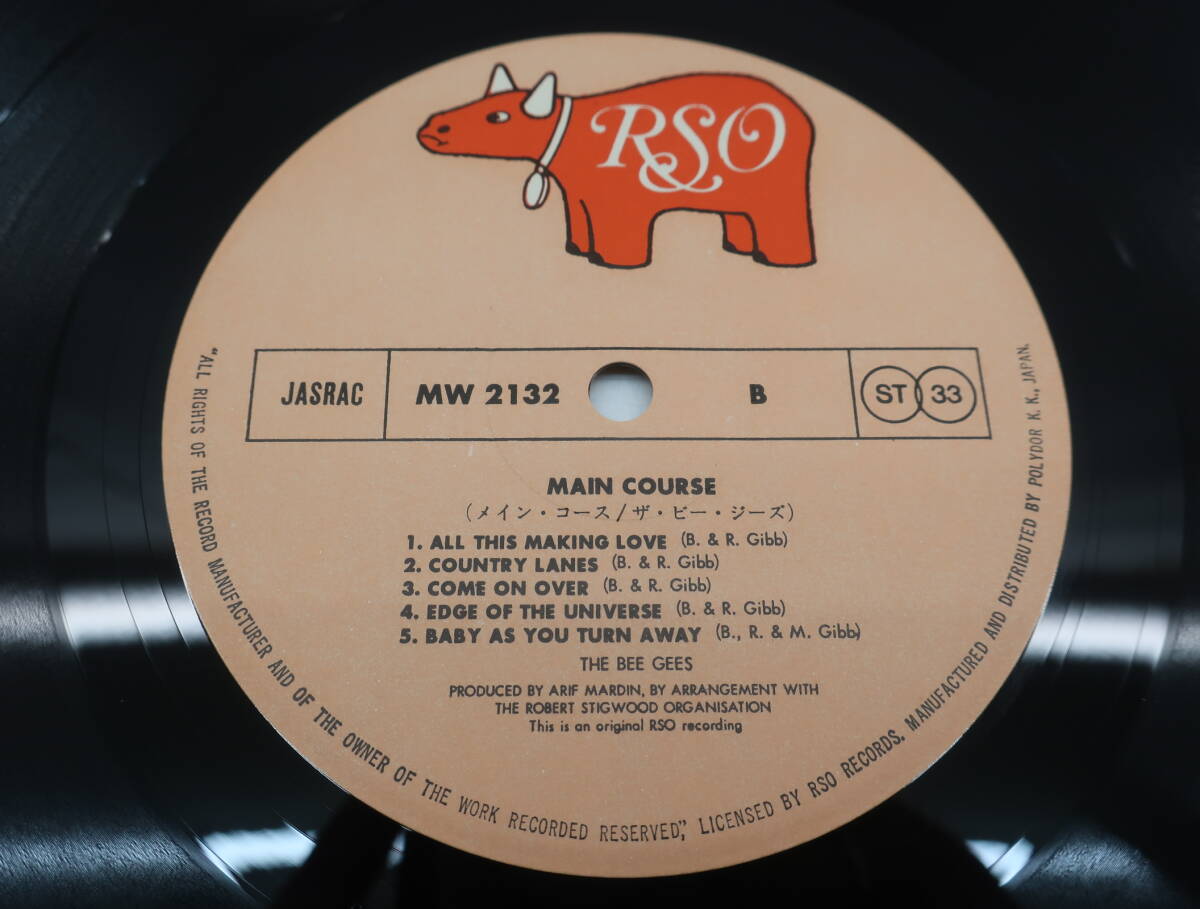 RSO
JASRAC MW 2132 B ST 33
MAIN COURSE
(メイン・コース/ザ・ビー・ジーズ)
1. ALL THIS MAKING LOVE (B. & R. Gibb)
2. COUNTRY LANES (B. & R. Gibb)
3. COME ON OVER (B. & R. Gibb)
4. EDGE OF THE UNIVERSE (B. & R. Gibb)
5. BABY AS YOU TURN AWAY (B., R. & M. Gibb)
THE BEE GEES
PRODUCED BY ARIF MARDIN, BY ARRANGEMENT WITH
THE ROBERT STIGWOOD ORGANISATION
This is an original RSO recording
"ALL RIGHTS OF THE RECORD MANUFACTURER AND OF THE OWNER OF THE WORK RECORDED RESERVED", LICENSED BY RSO RECORDS. MANUFACTURED AND DISTRIBUTED BY POLYDOR K. K., JAPAN.